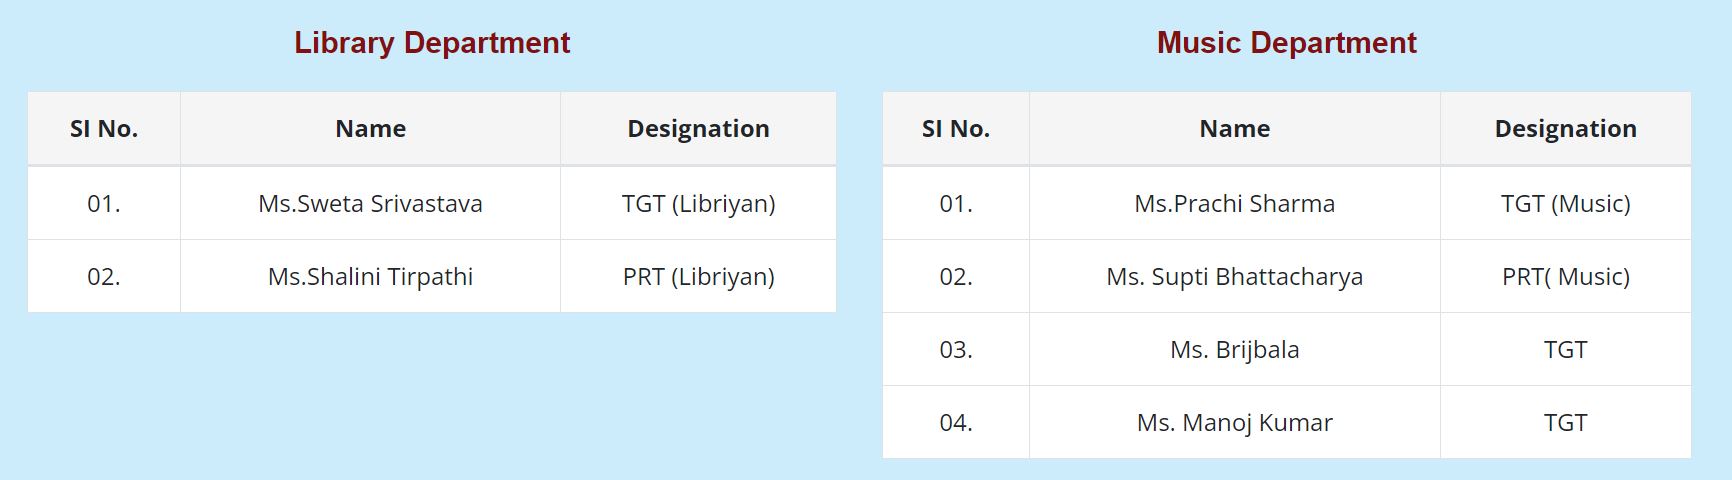 Library Department
SI No. Name Designation
01. Ms.Sweta Srivastava TGT (Libriyan)
02. Ms.Shalini Tirpathi PRT (Libriyan)
Music Department
SI No. Name Designation
01. Ms.Prachi Sharma TGT (Music)
02. Ms. Supti Bhattacharya PRT( Music)
03. Ms. Brijbala TGT
04. Ms. Manoj Kumar TGT